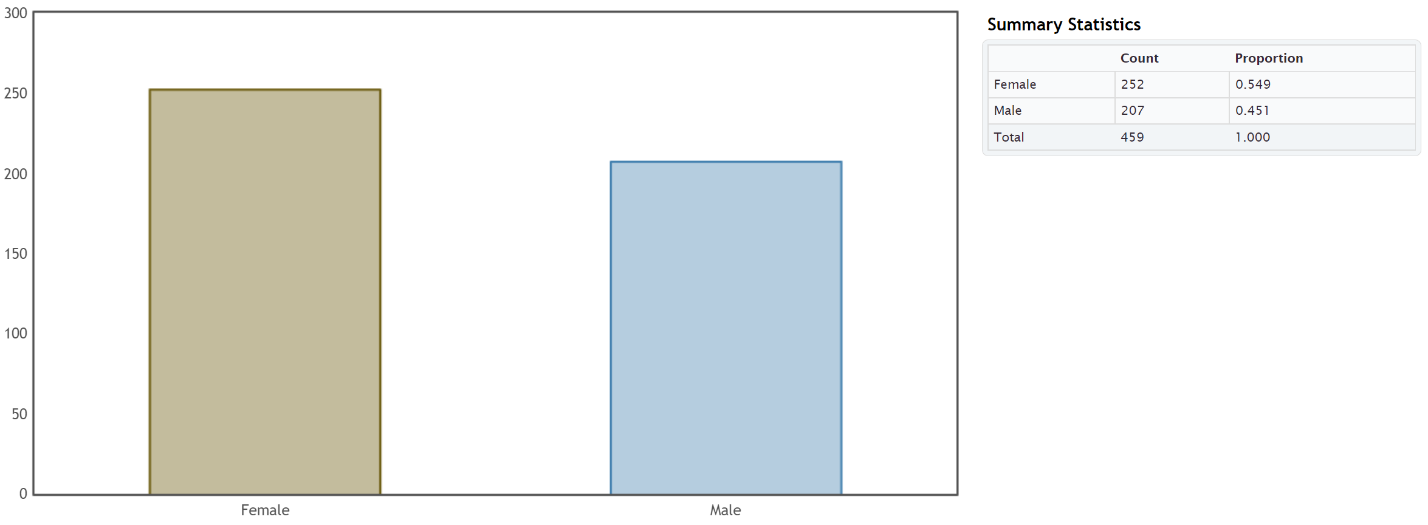 300
250
200
150
100
50
0
Female Male
Summary Statistics
Count Proportion
Female 252 0.549
Male 207 0.451
Total 459 1.000